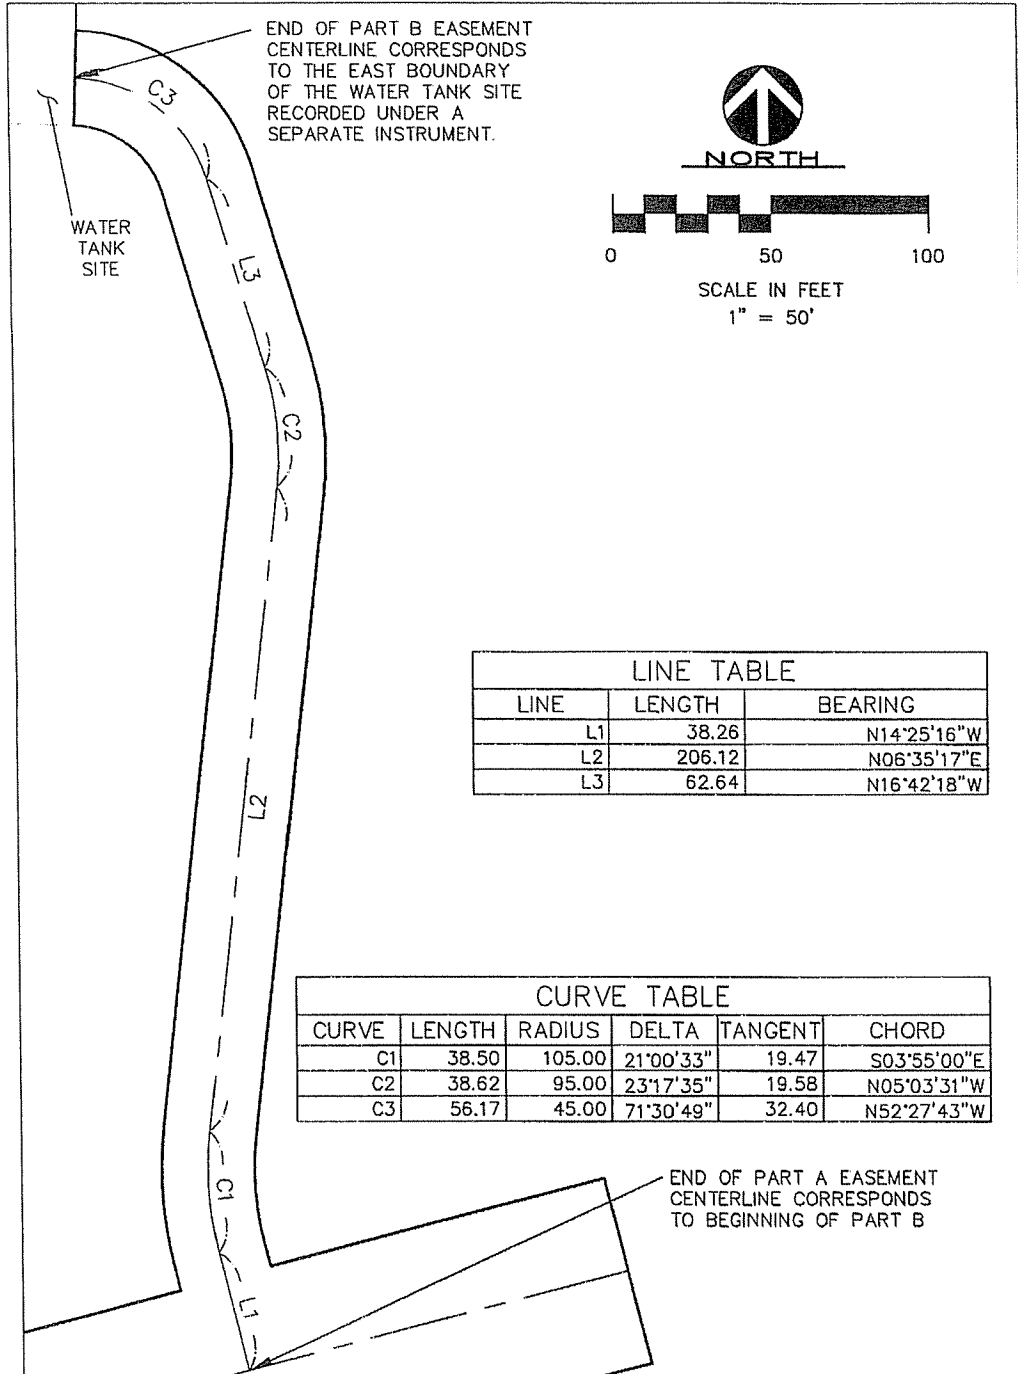 END OF PART B EASEMENT
CENTERLINE CORRESPONDS
TO THE EAST BOUNDARY
OF THE WATER TANK SITE
RECORDED UNDER A
SEPARATE INSTRUMENT.
NORTH
0 50 100
SCALE IN FEET
1" = 50'
WATER
TANK
SITE
C3
L3
C2
L2
C1
L1
LINE TABLE
LINE LENGTH BEARING
L1 38.26 N14°25'16"W
L2 206.12 N06°35'17"E
L3 62.64 N16°42'18"W
CURVE TABLE
CURVE LENGTH RADIUS DELTA TANGENT CHORD
C1 38.50 105.00 21°00'33" 19.47 S03°55'00"E
C2 38.62 95.00 23°17'35" 19.58 N05°03'31"W
C3 56.17 45.00 71°30'49" 32.40 N52°27'43"W
END OF PART A EASEMENT
CENTERLINE CORRESPONDS
TO BEGINNING OF PART B